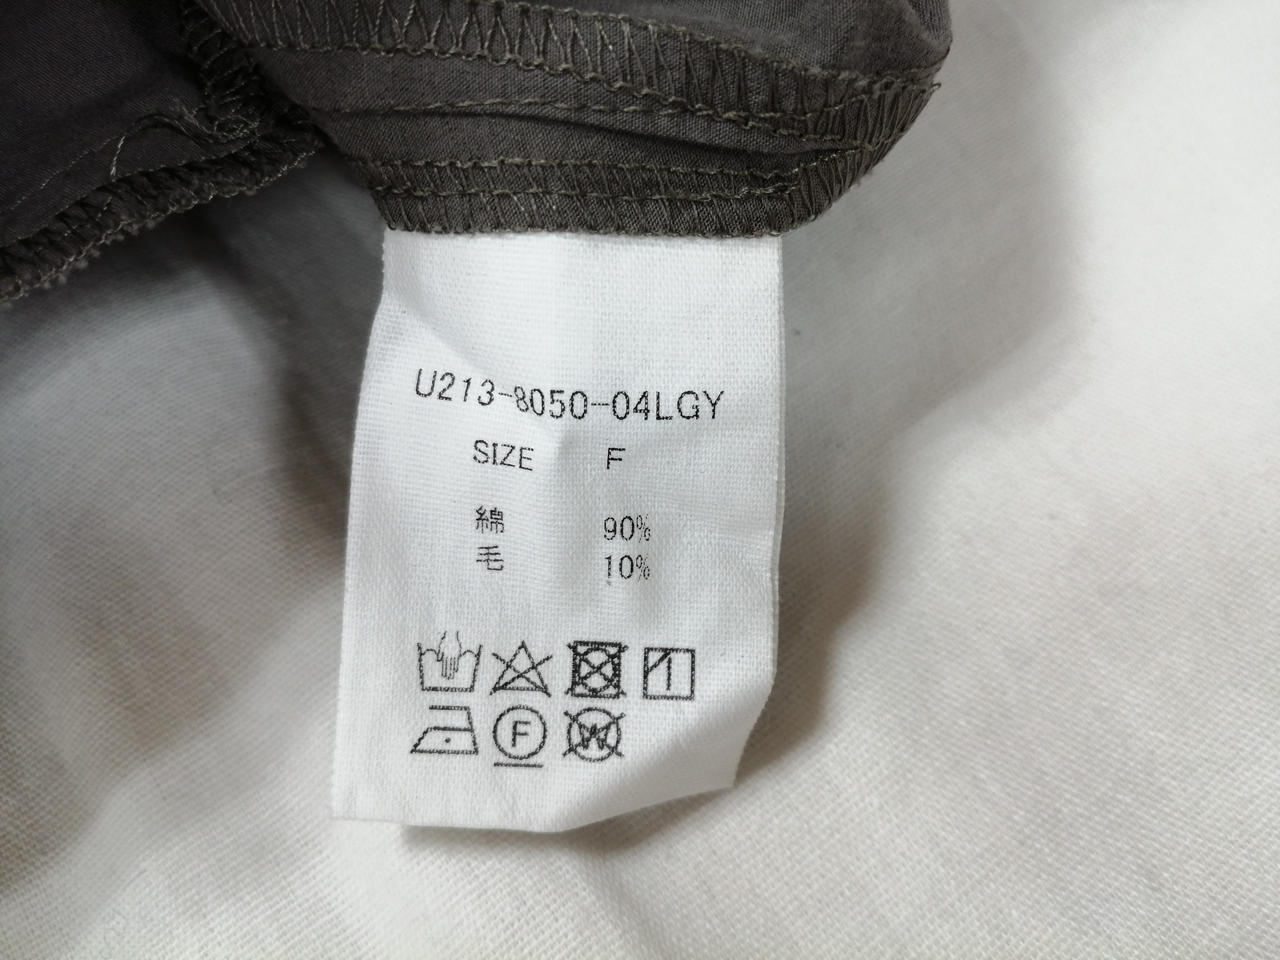 U213-8050-04LGY
SIZE F
綿 90%
毛 10%
F
W